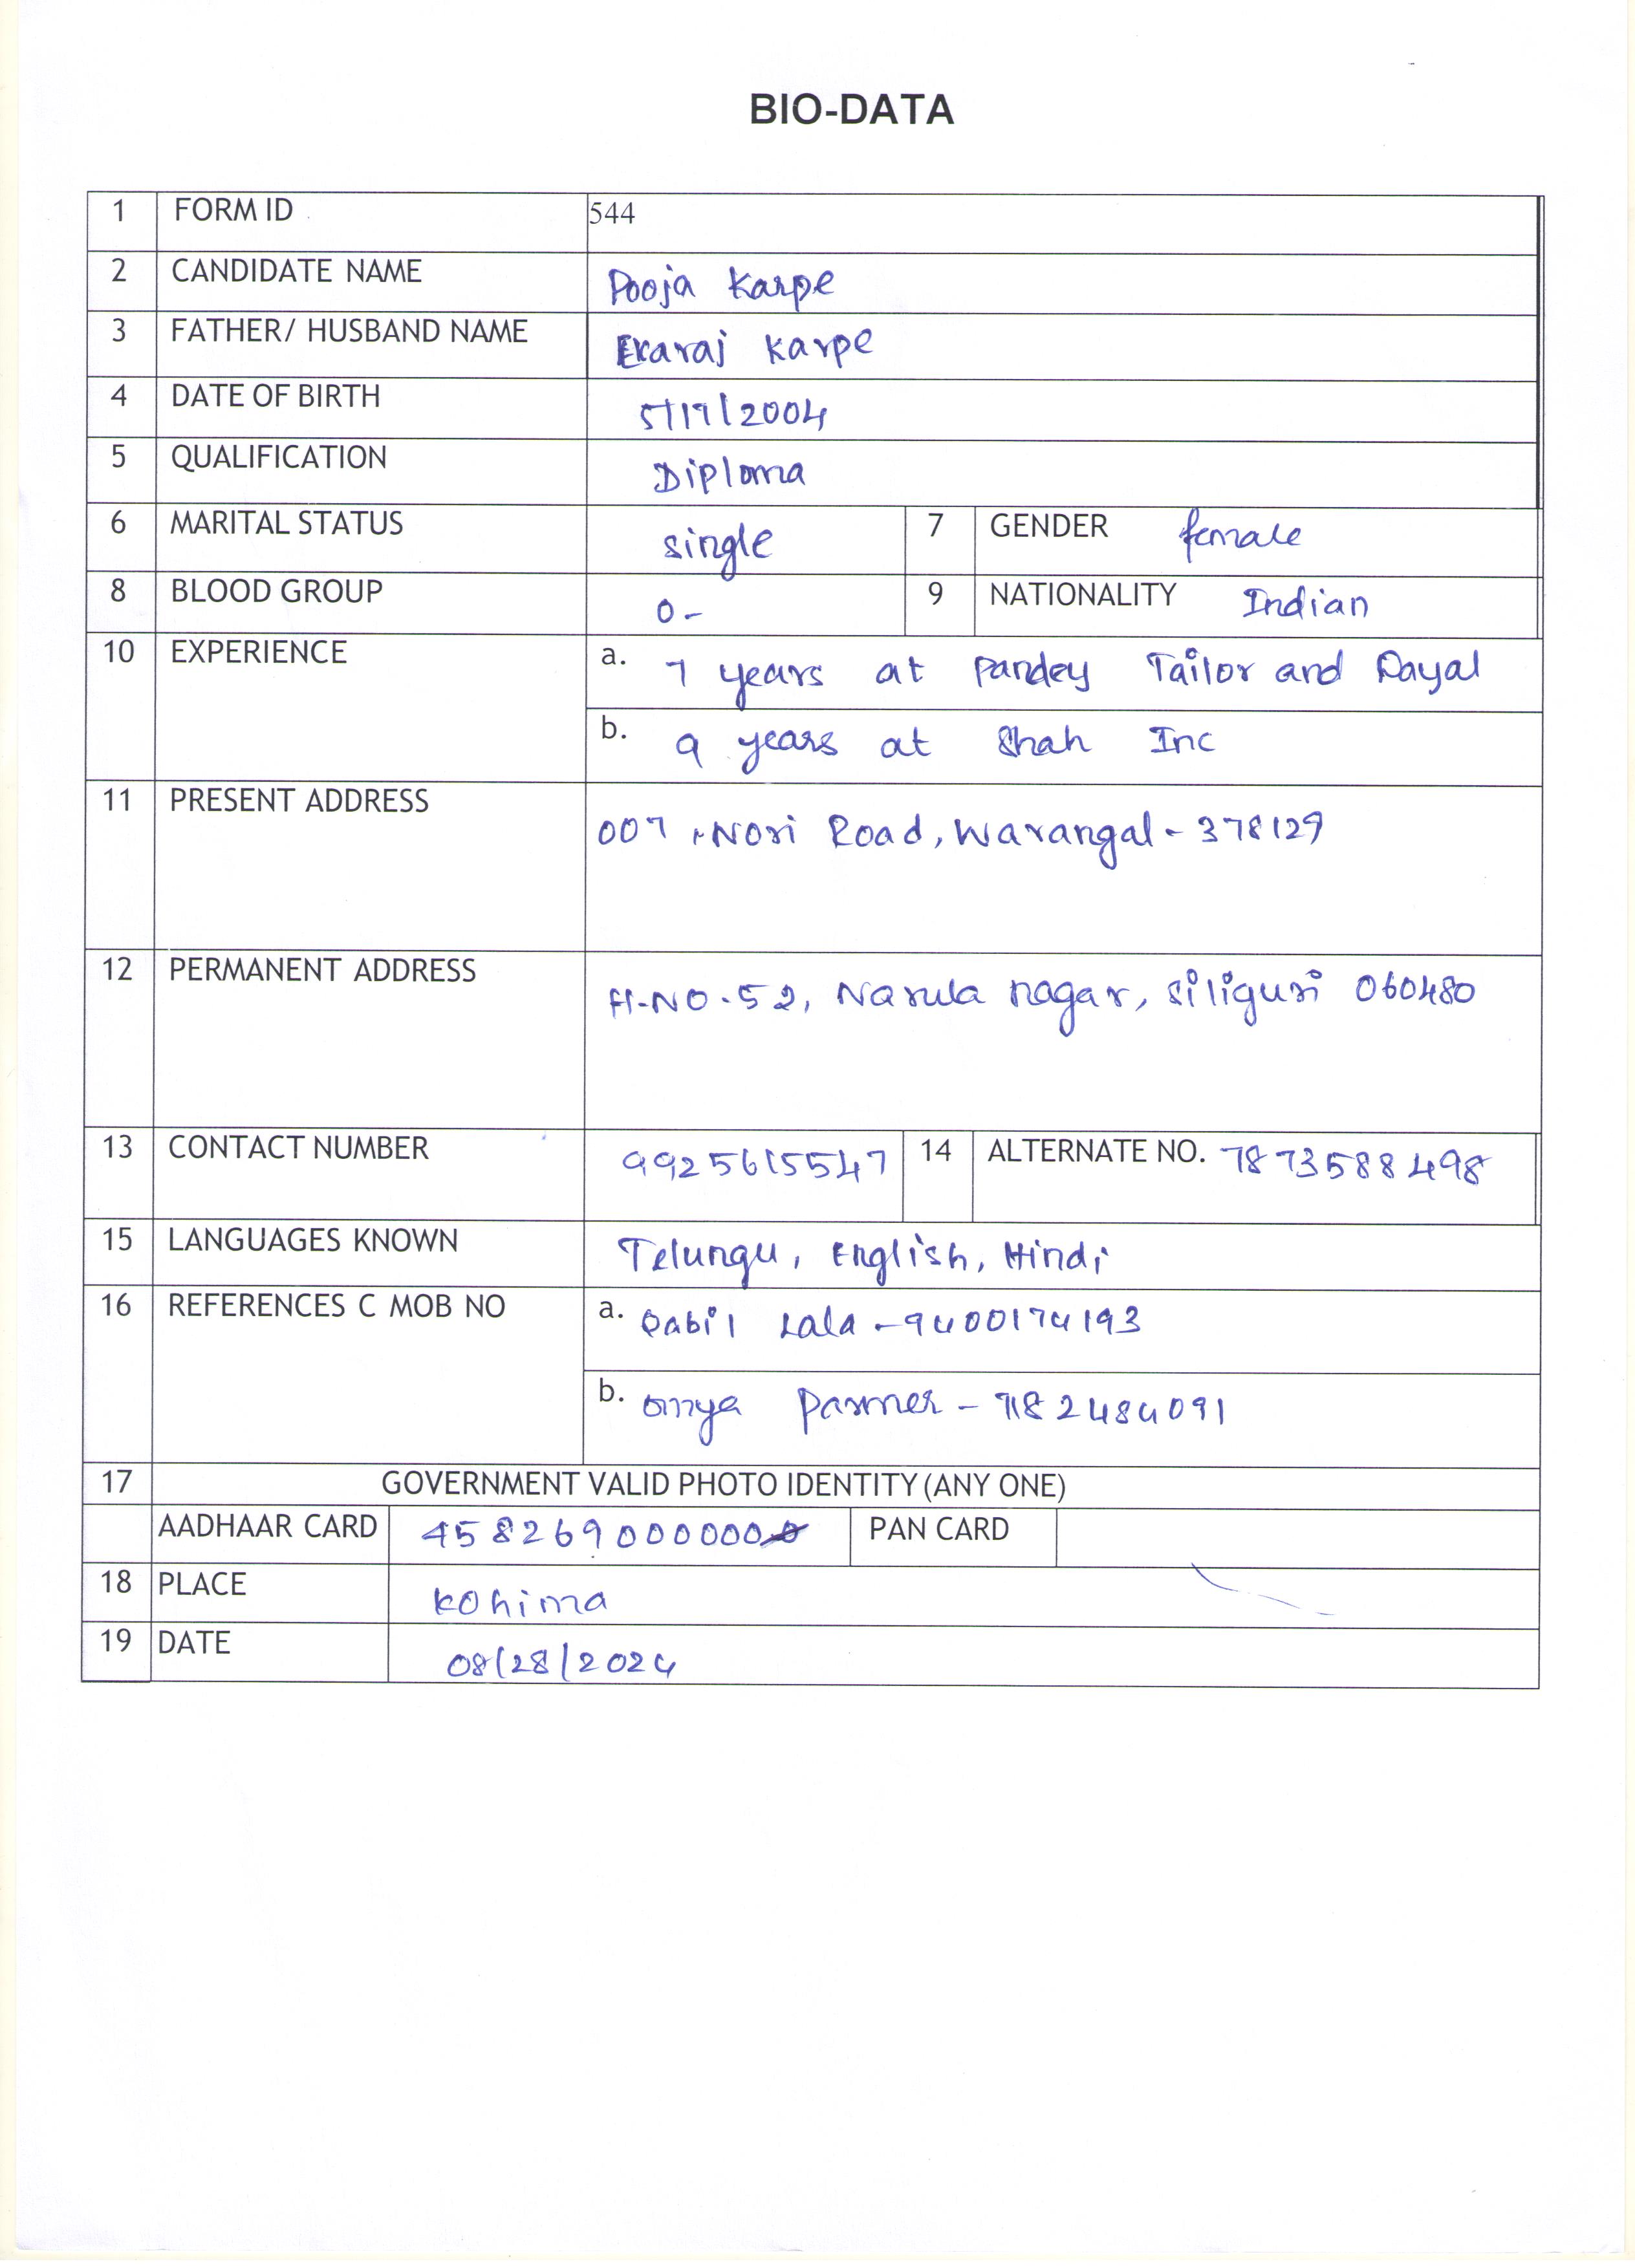 BIO-DATA
1 FORM ID 544
2 CANDIDATE NAME Pooja Karpe
3 FATHER/ HUSBAND NAME Ekaraj Karpe
4 DATE OF BIRTH 5/17/2004
5 QUALIFICATION Diploma
6 MARITAL STATUS single 7 GENDER female
8 BLOOD GROUP O- 9 NATIONALITY Indian
10 EXPERIENCE a. 7 years at Pandey Tailor and Dayal
b. 9 years at Shah Inc
11 PRESENT ADDRESS 007, Nori Road, Warangal - 378129
12 PERMANENT ADDRESS H-NO-52, Narula nagar, Siliguri 060480
13 CONTACT NUMBER 9925615547 14 ALTERNATE NO. 7873588498
15 LANGUAGES KNOWN Telungu, English, Hindi
16 REFERENCES C MOB NO a. Qabil Lala - 9400174193
b. Parmer -
17 GOVERNMENT VALID PHOTO IDENTITY (ANY ONE)
AADHAAR CARD 458269000000 PAN CARD
18 PLACE Kohima
19 DATE 08/28/2024